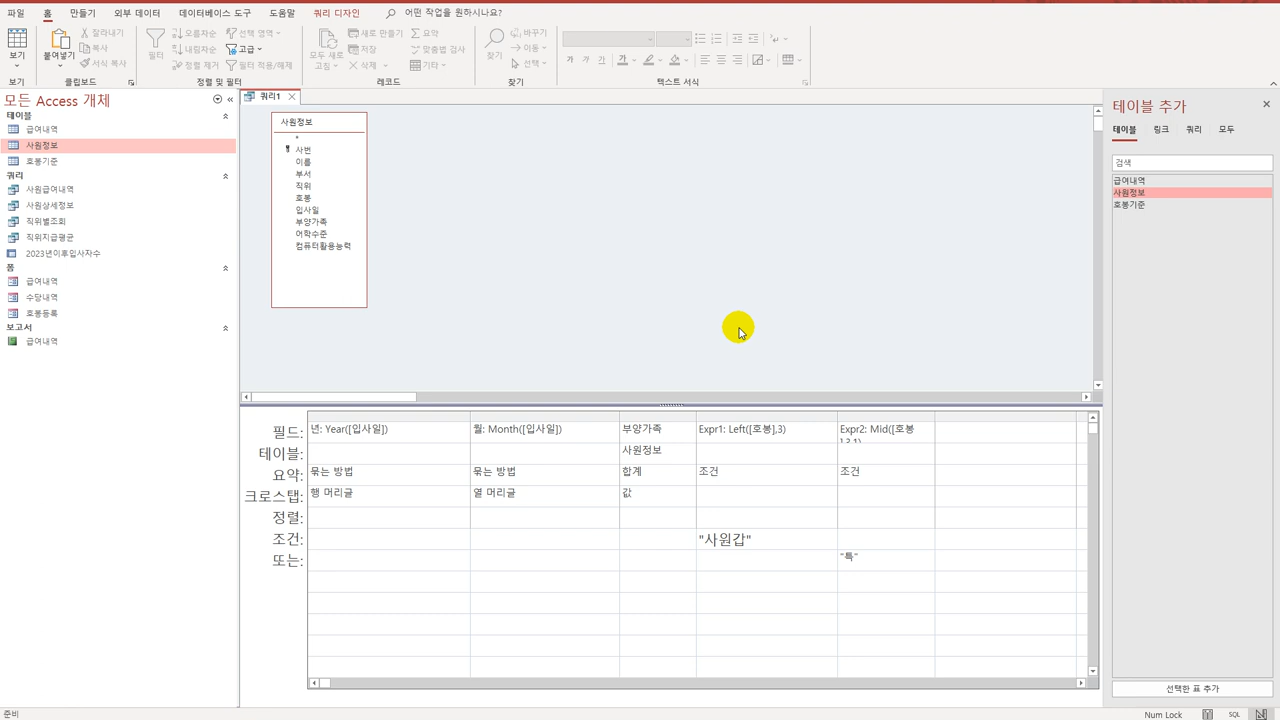 파일 홈 만들기 외부 데이터 데이터베이스 도구 도움말 쿼리 디자인 어떤 작업을 원하시나요?
보기
보기
붙여넣기
잘라내기
복사
서식 복사
클립보드
필터
오름차순
내림차순
정렬 제거
선택 영역
고급
필터 적용/해제
정렬 및 필터
모두 새로 고침
새로 만들기
저장
삭제
요약
맞춤법 검사
기타
레코드
찾기
바꾸기
이동
선택
찾기
가 가 가 가
텍스트 서식
모든 Access 개체
테이블
급여내역
사원정보
호봉기준
쿼리
사원급여내역
사원상세정보
직위별조회
직위지급평균
2023년이후입사자수
폼
급여내역
수당내역
호봉등록
보고서
급여내역
쿼리1
사원정보
*
사번
이름
부서
직위
호봉
입사일
부양가족
어학수준
컴퓨터활용능력
필드: 년: Year([입사일]) 월: Month([입사일]) 부양가족 Expr1: Left([호봉],3) Expr2: Mid([호봉],3,1)
테이블: 사원정보
요약: 묶는 방법 묶는 방법 합계 조건 조건
크로스탭: 행 머리글 열 머리글 값
정렬:
조건: "사원갑"
또는: "특"
테이블 추가
테이블 링크 쿼리 모두
검색
급여내역
사원정보
호봉기준
선택한 표 추가
준비
Num Lock
SQL